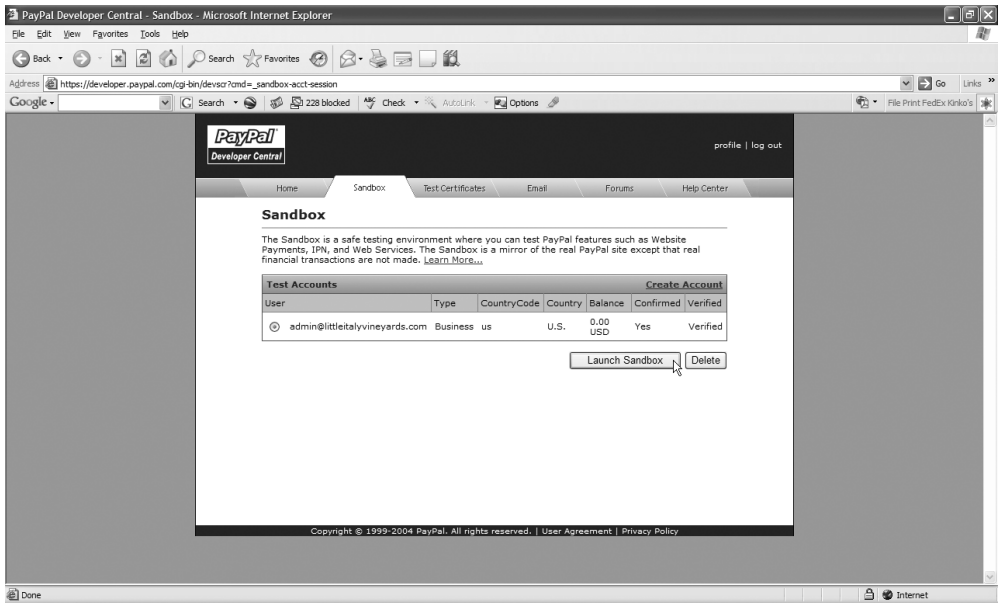 PayPal Developer Central - Sandbox - Microsoft Internet Explorer
File Edit View Favorites Tools Help
Back Search Favorites
Address https://developer.paypal.com/cgi-bin/devscr?cmd=_sandbox-acct-session Go Links »
Google Search 228 blocked ABC Check AutoLink Options File Print FedEx Kinko's
PayPal
Developer Central
profile | log out
Home Sandbox Test Certificates Email Forums Help Center
Sandbox
The Sandbox is a safe testing environment where you can test PayPal features such as Website
Payments, IPN, and Web Services. The Sandbox is a mirror of the real PayPal site except that real
financial transactions are not made. Learn More...
Test Accounts Create Account
User Type CountryCode Country Balance Confirmed Verified
admin@littleitalyvineyards.com Business us U.S. 0.00 USD Yes Verified
Launch Sandbox Delete
Copyright © 1999-2004 PayPal. All rights reserved. | User Agreement | Privacy Policy
Done Internet